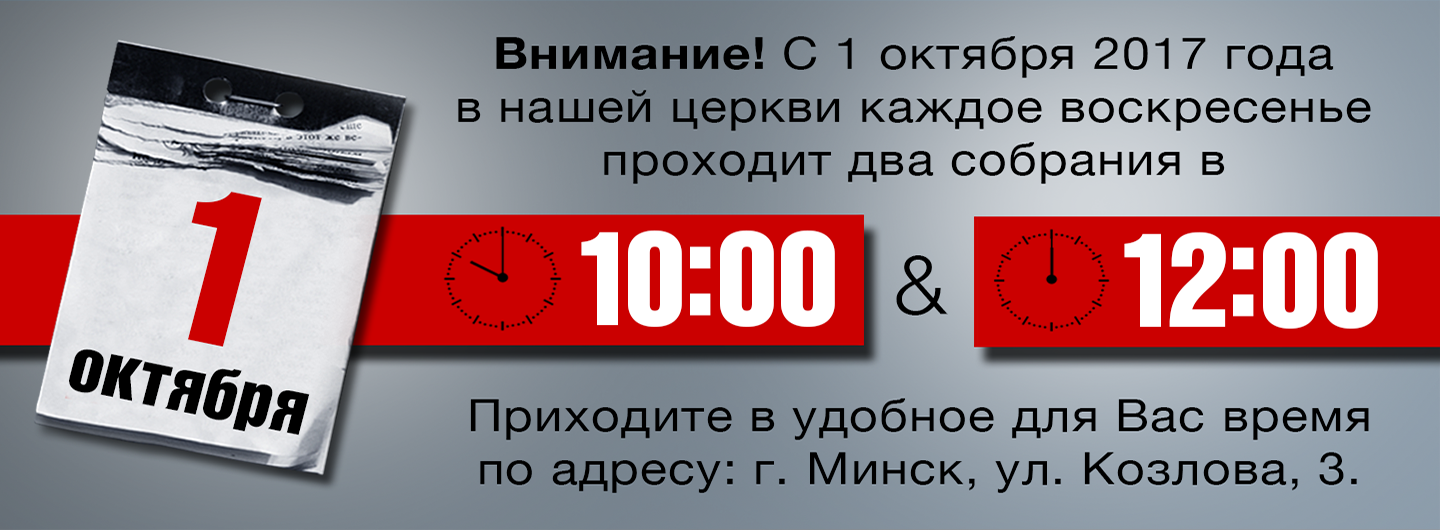 Внимание! С 1 октября 2017 года
в нашей церкви каждое воскресенье
проходит два собрания в
10:00 & 12:00
1
октября
Приходите в удобное для Вас время
по адресу: г. Минск, ул. Козлова, 3.